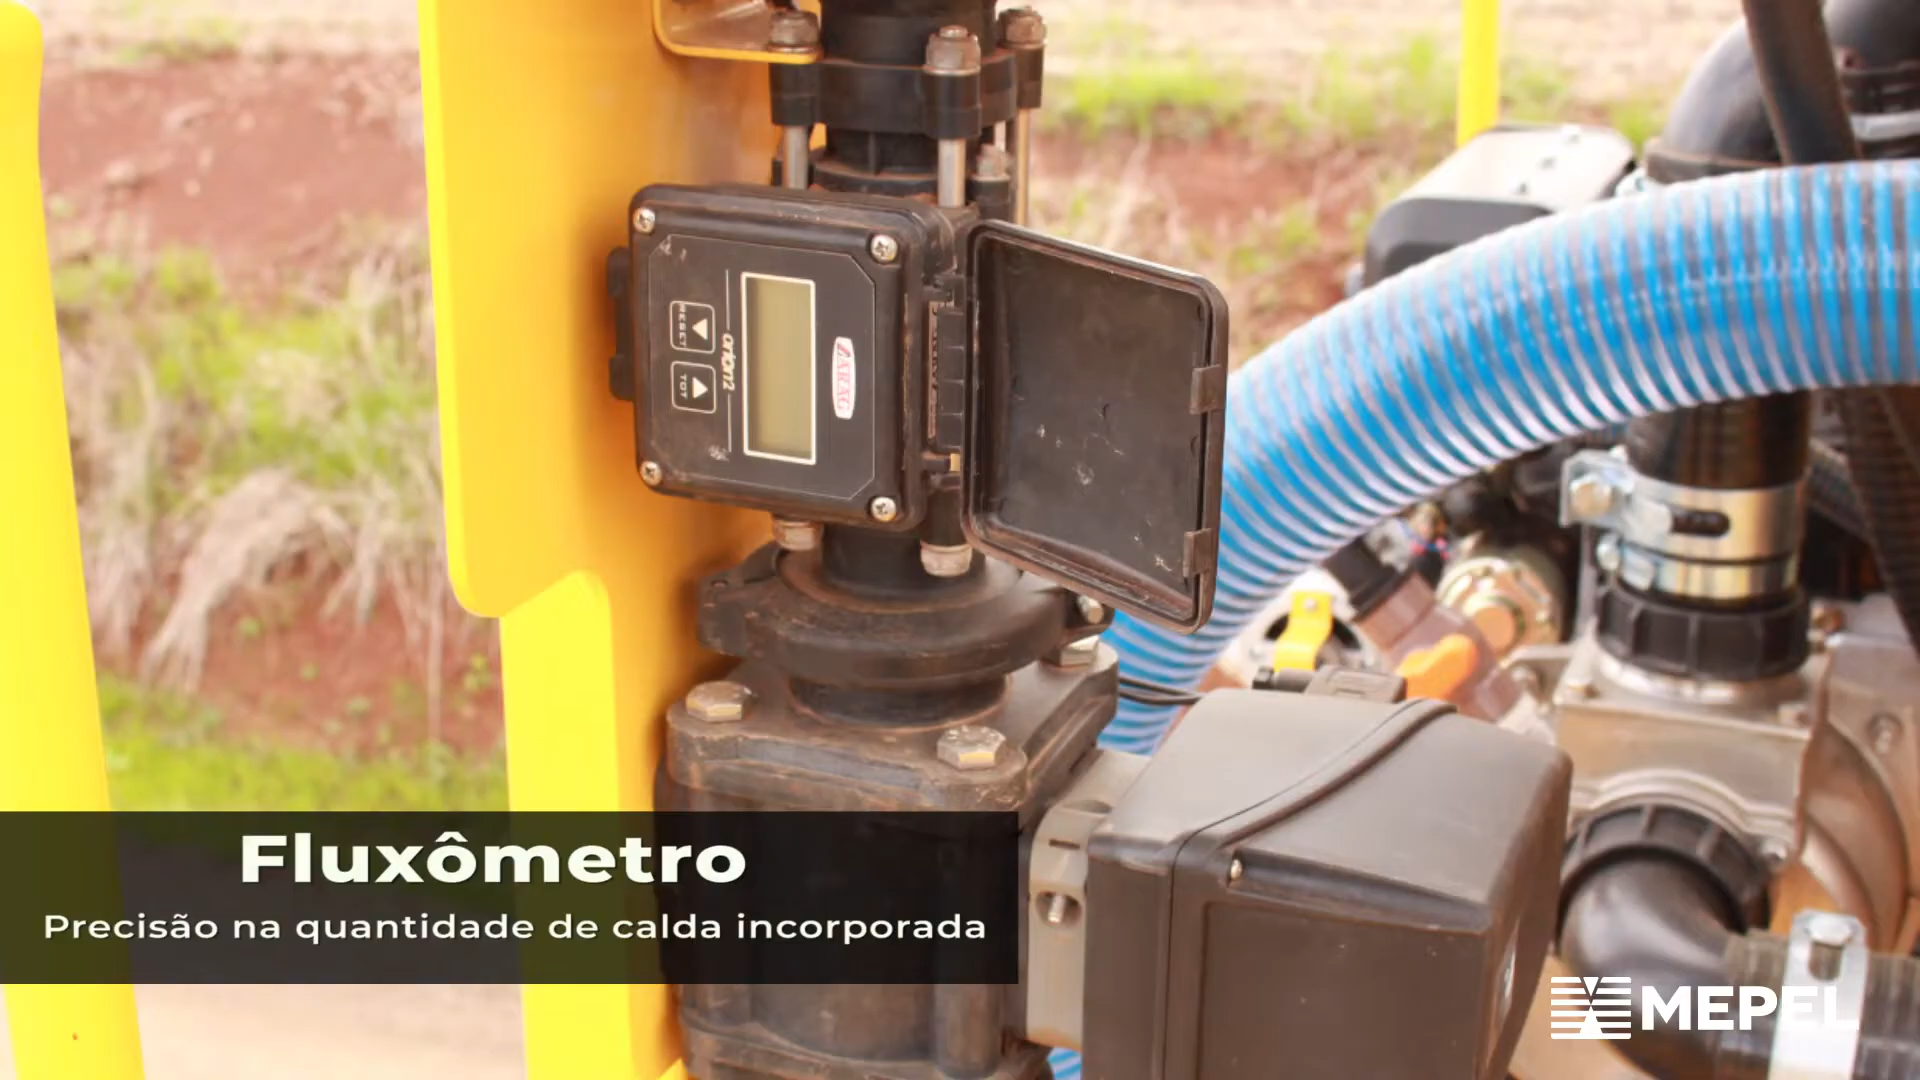 ARAG
orion2
RESET
TOT
Fluxômetro
Precisão na quantidade de calda incorporada
MEPEL